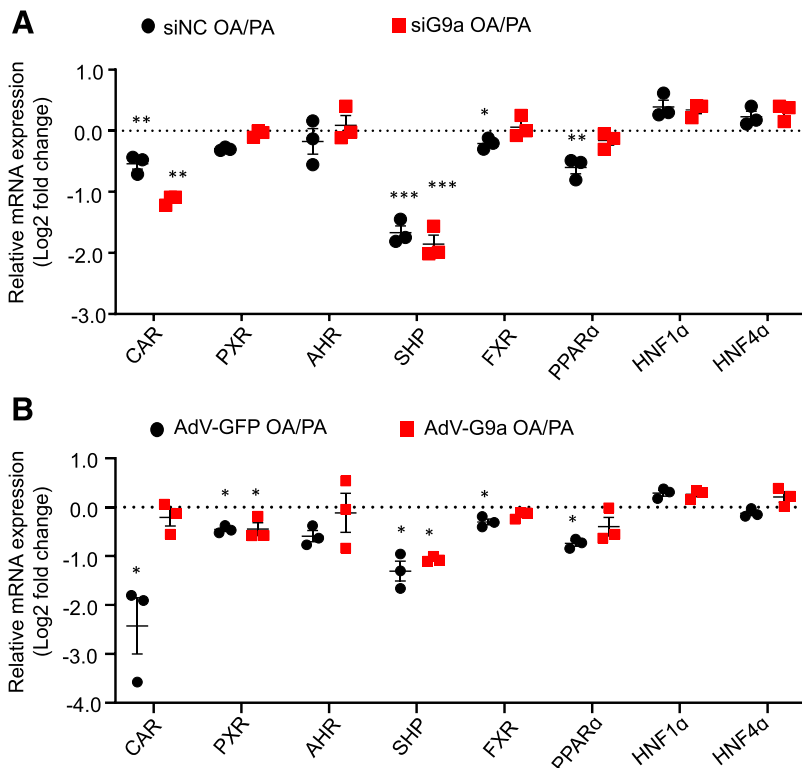 A
siNC OA/PA
siG9a OA/PA
Relative mRNA expression
(Log2 fold change)
1.0
0.0
-1.0
-2.0
-3.0
**
**
***
***
*
**
CAR
PXR
AHR
SHP
FXR
PPARα
HNF1α
HNF4α
B
AdV-GFP OA/PA
AdV-G9a OA/PA
Relative mRNA expression
(Log2 fold change)
1.0
0.0
-1.0
-2.0
-3.0
-4.0
*
*
*
*
*
*
*
CAR
PXR
AHR
SHP
FXR
PPARα
HNF1α
HNF4α